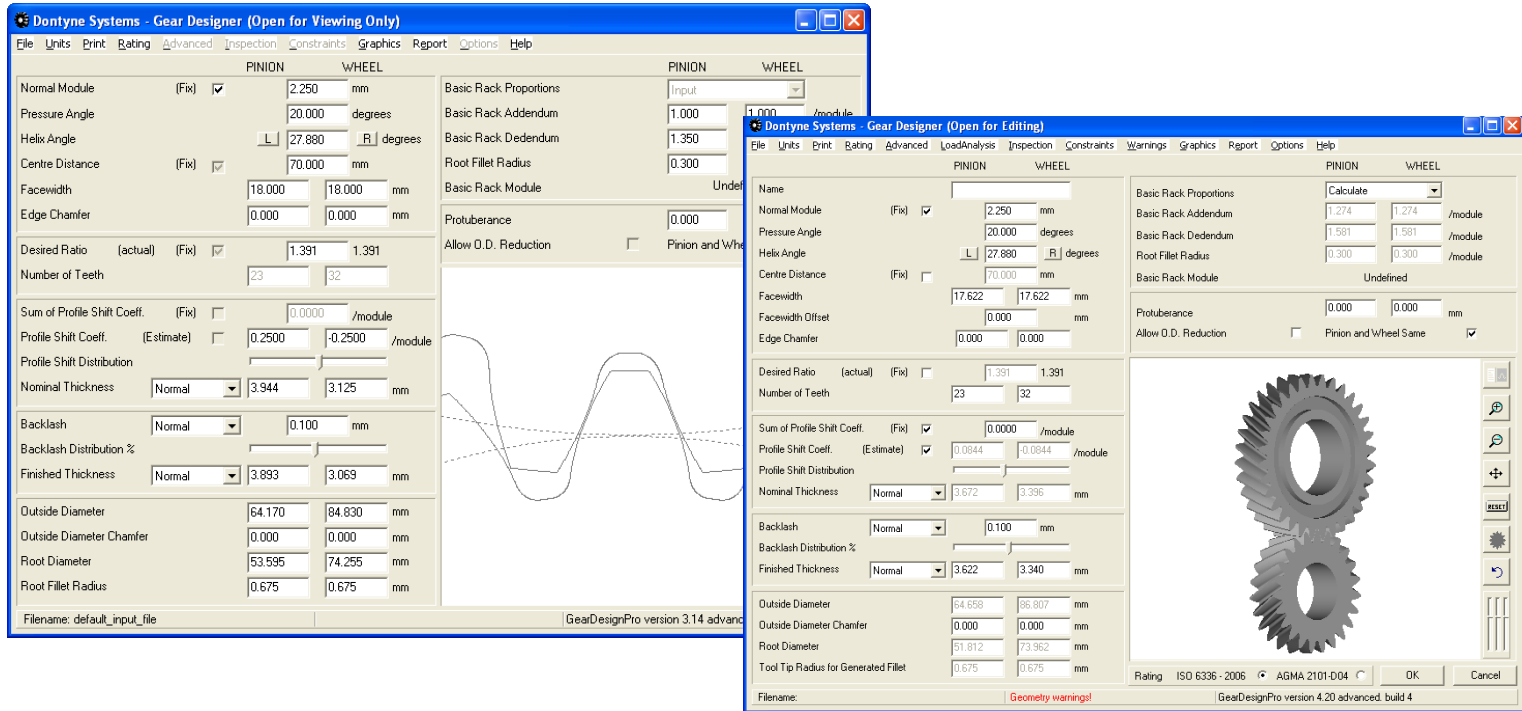 Dontyne Systems - Gear Designer (Open for Viewing Only)
File Units Print Rating Advanced Inspection Constraints Graphics Report Options Help
PINION WHEEL
Normal Module (Fix) 2.250 mm
Pressure Angle 20.000 degrees
Helix Angle L 27.880 R degrees
Centre Distance (Fix) 70.000 mm
Facewidth 18.000 18.000 mm
Edge Chamfer 0.000 0.000 mm
Desired Ratio (actual) (Fix) 1.391 1.391
Number of Teeth 23 32
Sum of Profile Shift Coeff. (Fix) 0.0000 /module
Profile Shift Coeff. (Estimate) 0.2500 -0.2500 /module
Profile Shift Distribution
Nominal Thickness Normal 3.944 3.125 mm
Backlash Normal 0.100 mm
Backlash Distribution %
Finished Thickness Normal 3.893 3.069 mm
Outside Diameter 64.170 84.830 mm
Outside Diameter Chamfer 0.000 0.000 mm
Root Diameter 53.595 74.255 mm
Root Fillet Radius 0.675 0.675 mm
PINION WHEEL
Basic Rack Proportions Input
Basic Rack Addendum 1.000 1.000 /module
Basic Rack Dedendum 1.350
Root Fillet Radius 0.300
Basic Rack Module Undef
Protuberance 0.000
Allow O.D. Reduction Pinion and Whe
Filename: default_input_file GearDesignPro version 3.14 advanc
Dontyne Systems - Gear Designer (Open for Editing)
File Units Print Rating Advanced LoadAnalysis Inspection Constraints Warnings Graphics Report Options Help
PINION WHEEL
Name
Normal Module (Fix) 2.250 mm
Pressure Angle 20.000 degrees
Helix Angle L 27.880 R degrees
Centre Distance (Fix) 70.000 mm
Facewidth 17.622 17.622 mm
Facewidth Offset 0.000 mm
Edge Chamfer 0.000 0.000
Desired Ratio (actual) (Fix) 1.391 1.391
Number of Teeth 23 32
Sum of Profile Shift Coeff. (Fix) 0.0000 /module
Profile Shift Coeff. (Estimate) 0.0844 -0.0844 /module
Profile Shift Distribution
Nominal Thickness Normal 3.672 3.396 mm
Backlash Normal 0.100 mm
Backlash Distribution %
Finished Thickness Normal 3.622 3.340 mm
Outside Diameter 64.658 86.807 mm
Outside Diameter Chamfer 0.000 0.000 mm
Root Diameter 51.812 73.962 mm
Tool Tip Radius for Generated Fillet 0.675 0.675 mm
PINION WHEEL
Basic Rack Proportions Calculate
Basic Rack Addendum 1.274 1.274 /module
Basic Rack Dedendum 1.581 1.581 /module
Root Fillet Radius 0.300 0.300 /module
Basic Rack Module Undefined
Protuberance 0.000 0.000 mm
Allow O.D. Reduction Pinion and Wheel Same
RESET
Rating ISO 6336 - 2006 AGMA 2101-D04 OK Cancel
Filename: Geometry warnings! GearDesignPro version 4.20 advanced. build 4